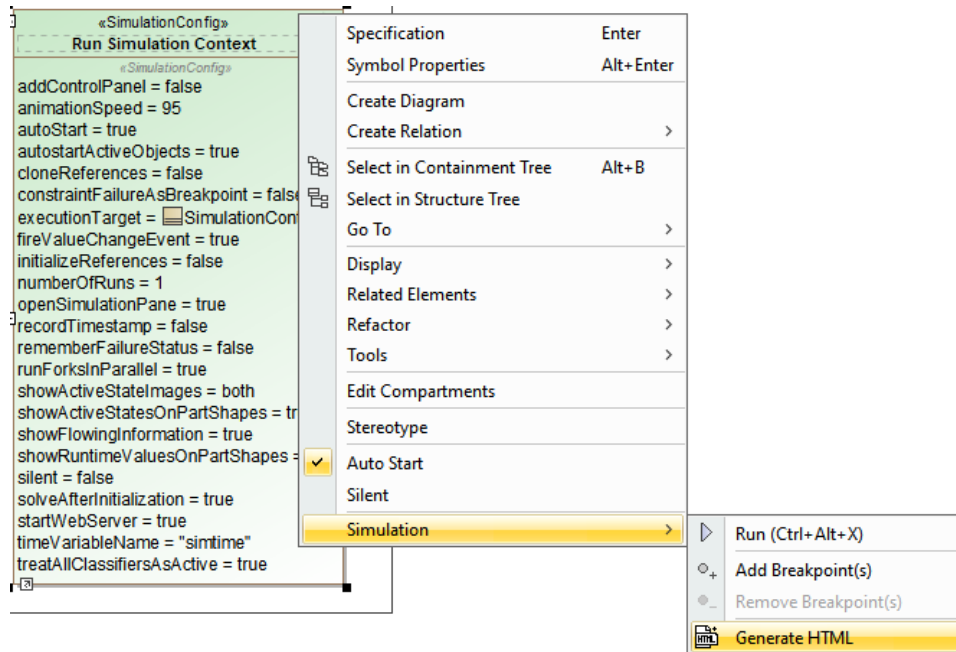 «SimulationConfig»
Run Simulation Context
«SimulationConfig»
addControlPanel = false
animationSpeed = 95
autoStart = true
autostartActiveObjects = true
cloneReferences = false
constraintFailureAsBreakpoint = false
executionTarget = SimulationCon
fireValueChangeEvent = true
initializeReferences = false
numberOfRuns = 1
openSimulationPane = true
recordTimestamp = false
rememberFailureStatus = false
runForksInParallel = true
showActiveStateImages = both
showActiveStatesOnPartShapes = tr
showFlowingInformation = true
showRuntimeValuesOnPartShapes =
silent = false
solveAfterInitialization = true
startWebServer = true
timeVariableName = "simtime"
treatAllClassifiersAsActive = true
Specification Enter
Symbol Properties Alt+Enter
Create Diagram
Create Relation
Select in Containment Tree Alt+B
Select in Structure Tree
Go To
Display
Related Elements
Refactor
Tools
Edit Compartments
Stereotype
Auto Start
Silent
Simulation
Run (Ctrl+Alt+X)
Add Breakpoint(s)
Remove Breakpoint(s)
HTML Generate HTML